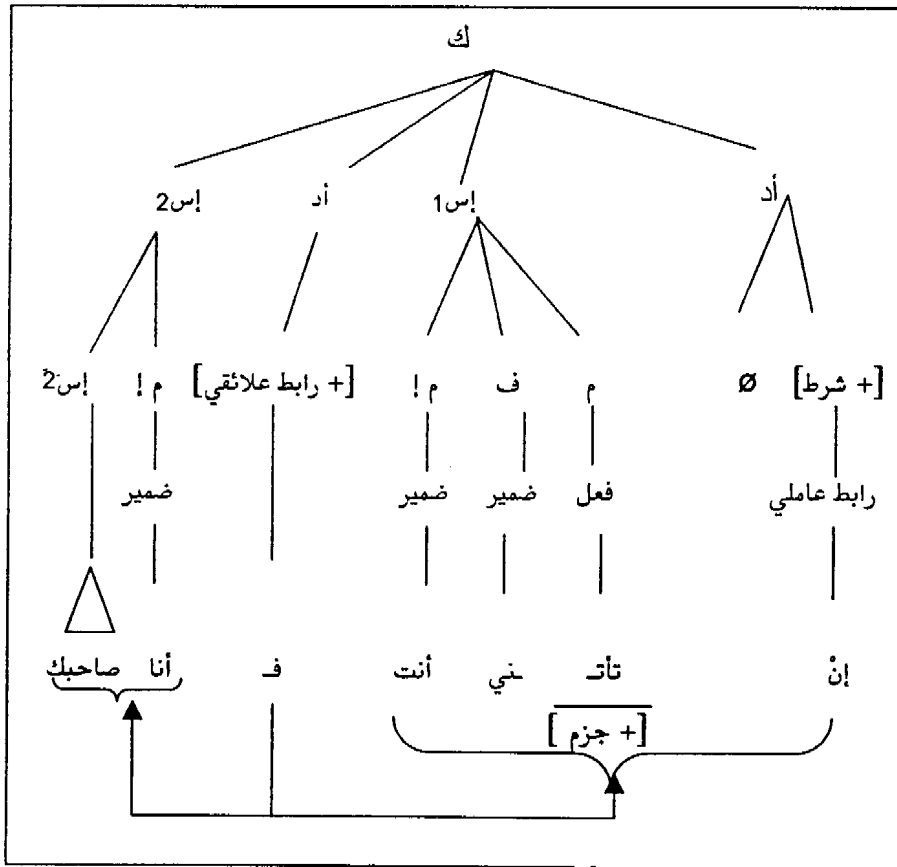 ك
أد إس1 أد إس2
[+ شرط] Ø م ف م إ [+ رابط علائقي] م إ إس2
رابط عاملي فعل ضمير ضمير ضمير
إنْ تأتـ ـني أنت فـ أنا صاحبك
[+ جزم]